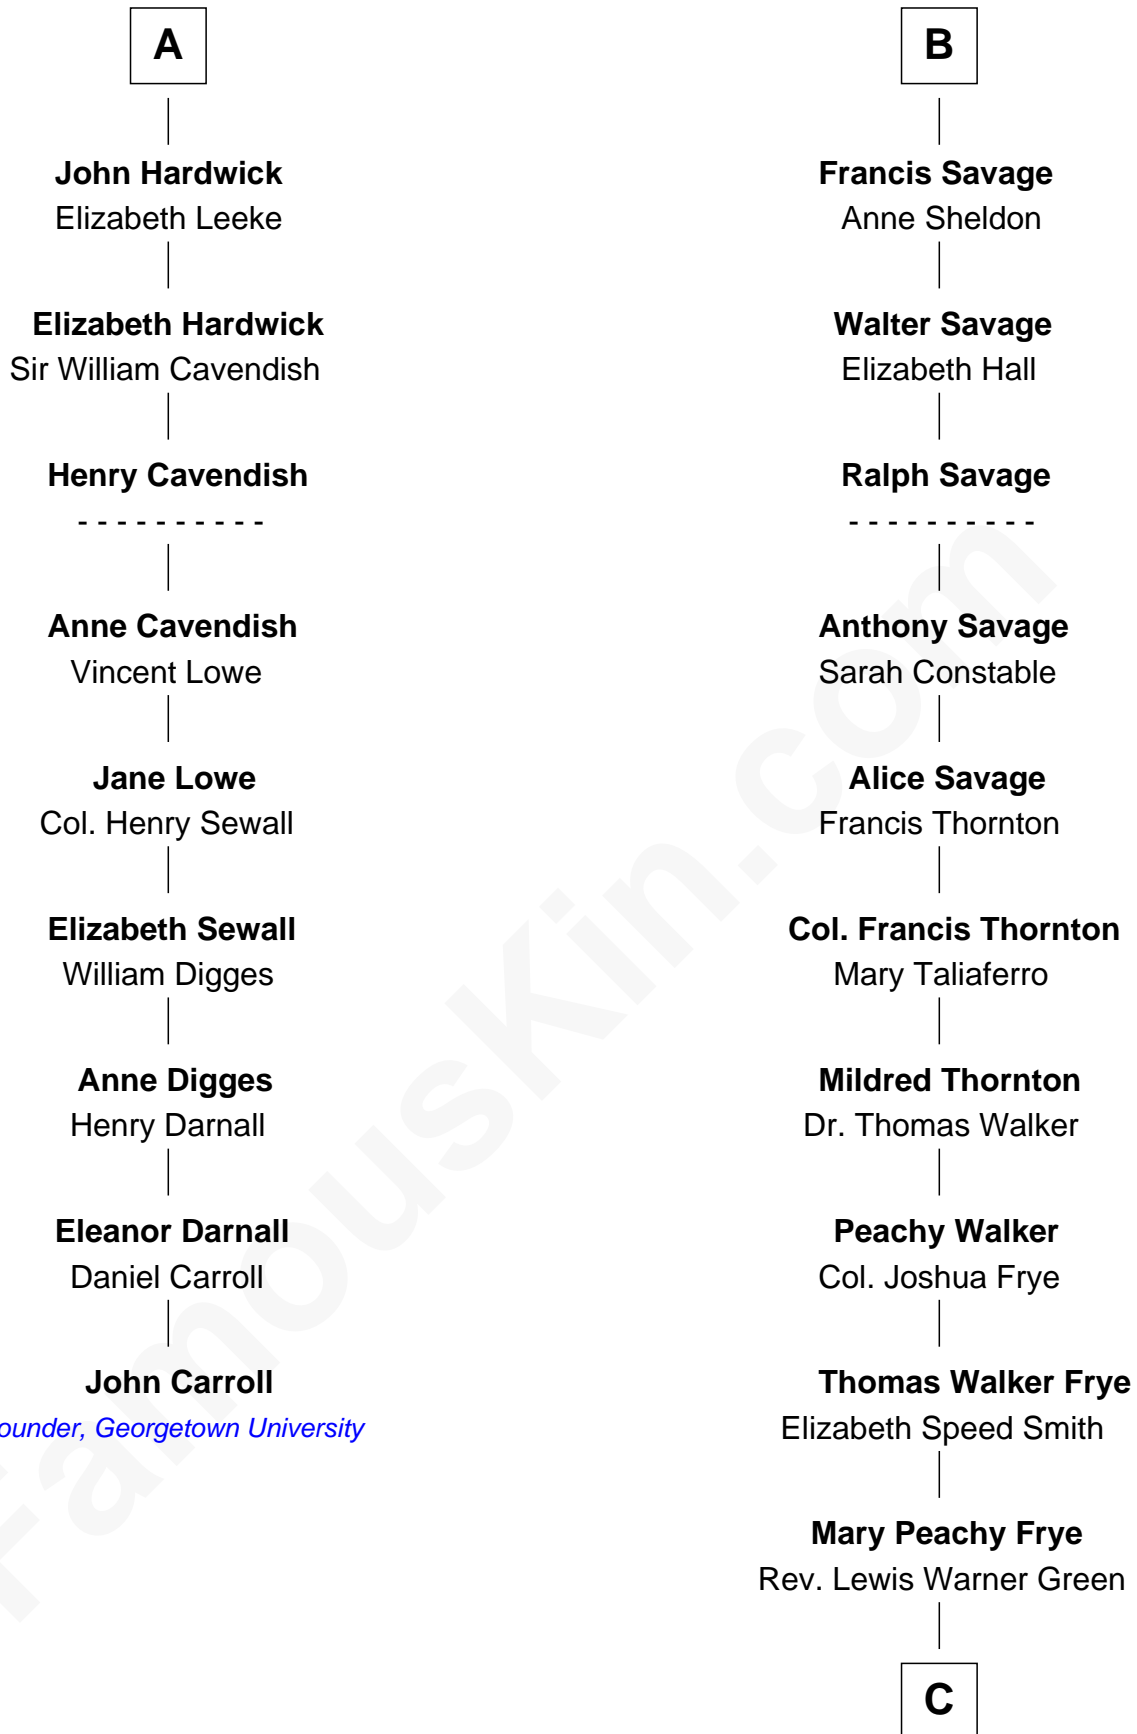 A
John Hardwick
Elizabeth Leeke
Elizabeth Hardwick
Sir William Cavendish
Henry Cavendish
- - - - - - - - - -
Anne Cavendish
Vincent Lowe
Jane Lowe
Col. Henry Sewall
Elizabeth Sewall
William Digges
Anne Digges
Henry Darnall
Eleanor Darnall
Daniel Carroll
John Carroll
ounder, Georgetown University
B
Francis Savage
Anne Sheldon
Walter Savage
Elizabeth Hall
Ralph Savage
- - - - - - - - - -
Anthony Savage
Sarah Constable
Alice Savage
Francis Thornton
Col. Francis Thornton
Mary Taliaferro
Mildred Thornton
Dr. Thomas Walker
Peachy Walker
Col. Joshua Frye
Thomas Walker Frye
Elizabeth Speed Smith
Mary Peachy Frye
Rev. Lewis Warner Green
C
FamousKin.com